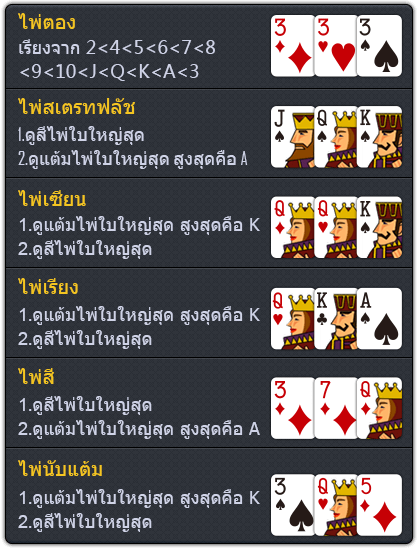 ไพ่ตอง
เรียงจาก 2<4<5<6<7<8
<9<10<J<Q<K<A<3
3 3 3
ไพ่สเตรทฟลัช
1.ดูสีไพ่ใบใหญ่สุด
2.ดูแต้มไพ่ใบใหญ่สุด สูงสุดคือ A
J Q K
ไพ่เซียน
1.ดูแต้มไพ่ใบใหญ่สุด สูงสุดคือ K
2.ดูสีไพ่ใบใหญ่สุด
Q Q K
ไพ่เรียง
1.ดูแต้มไพ่ใบใหญ่สุด สูงสุดคือ K
2.ดูสีไพ่ใบใหญ่สุด
Q K A
ไพ่สี
1.ดูสีไพ่ใบใหญ่สุด
2.ดูแต้มไพ่ใบใหญ่สุด สูงสุดคือ A
3 7 Q
ไพ่นับแต้ม
1.ดูแต้มไพ่ใบใหญ่สุด สูงสุดคือ K
2.ดูสีไพ่ใบใหญ่สุด
3 Q 5